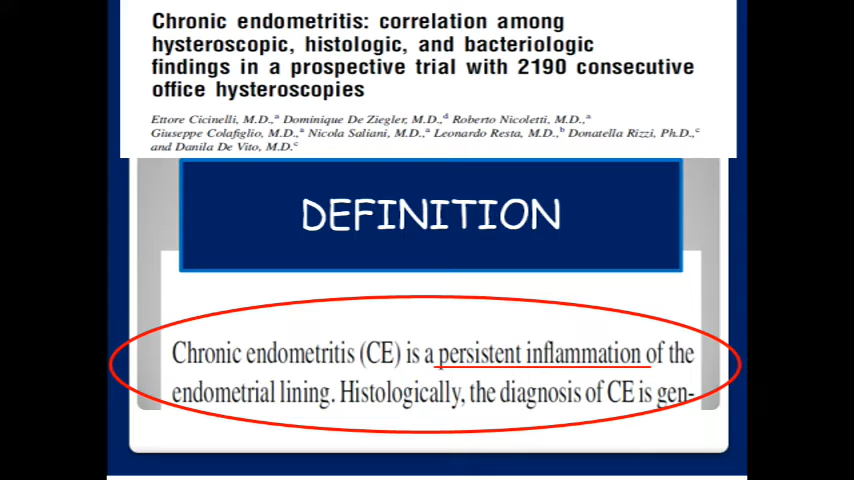 Chronic endometritis: correlation among
hysteroscopic, histologic, and bacteriologic
findings in a prospective trial with 2190 consecutive
office hysteroscopies
Ettore Cicinelli, M.D.,a Dominique De Ziegler, M.D.,d Roberto Nicoletti, M.D.,a
Giuseppe Colafiglio, M.D.,a Nicola Saliani, M.D.,a Leonardo Resta, M.D.,b Donatella Rizzi, Ph.D.,c
and Danila De Vito, M.D.c
DEFINITION
Chronic endometritis (CE) is a persistent inflammation of the
endometrial lining. Histologically, the diagnosis of CE is gen-